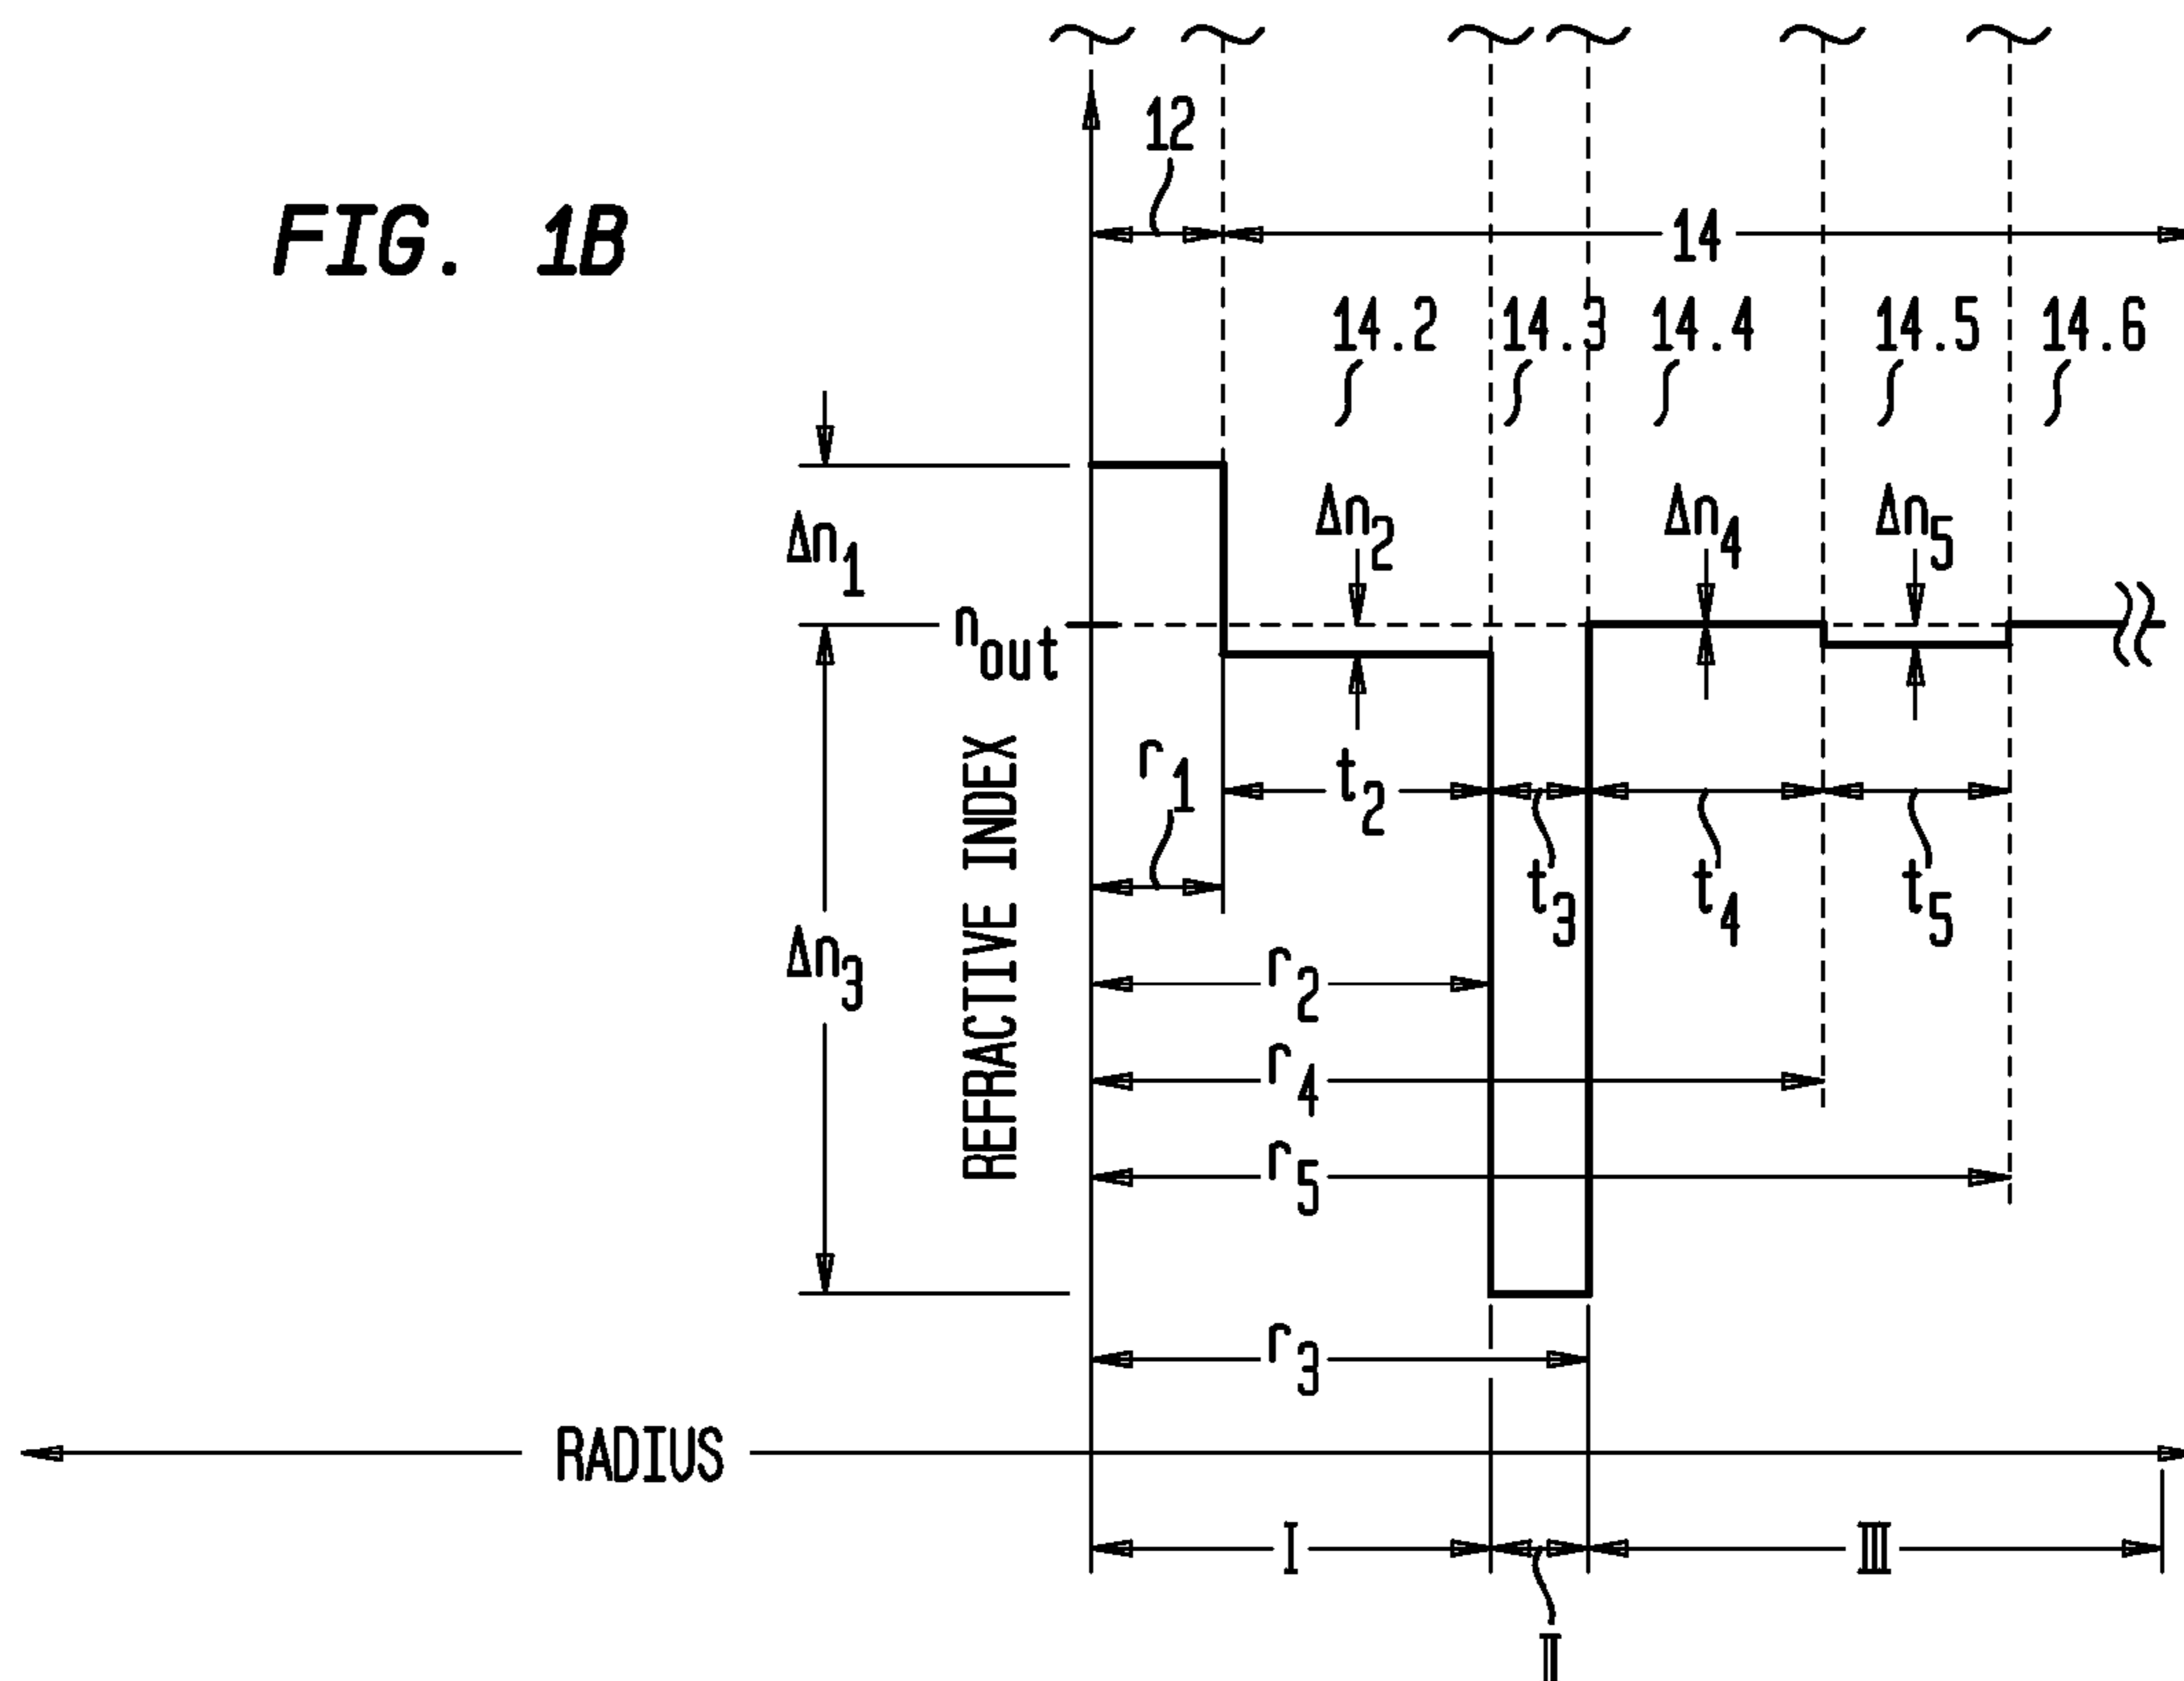 FIG. 1B
12
14
14.2 14.3 14.4 14.5 14.6
Δn1
Δn2
Δn4
Δn5
nout
REFRACTIVE INDEX
r1
t2
t3
t4
t5
Δn3
r2
r4
r5
r3
RADIUS
I
II
III